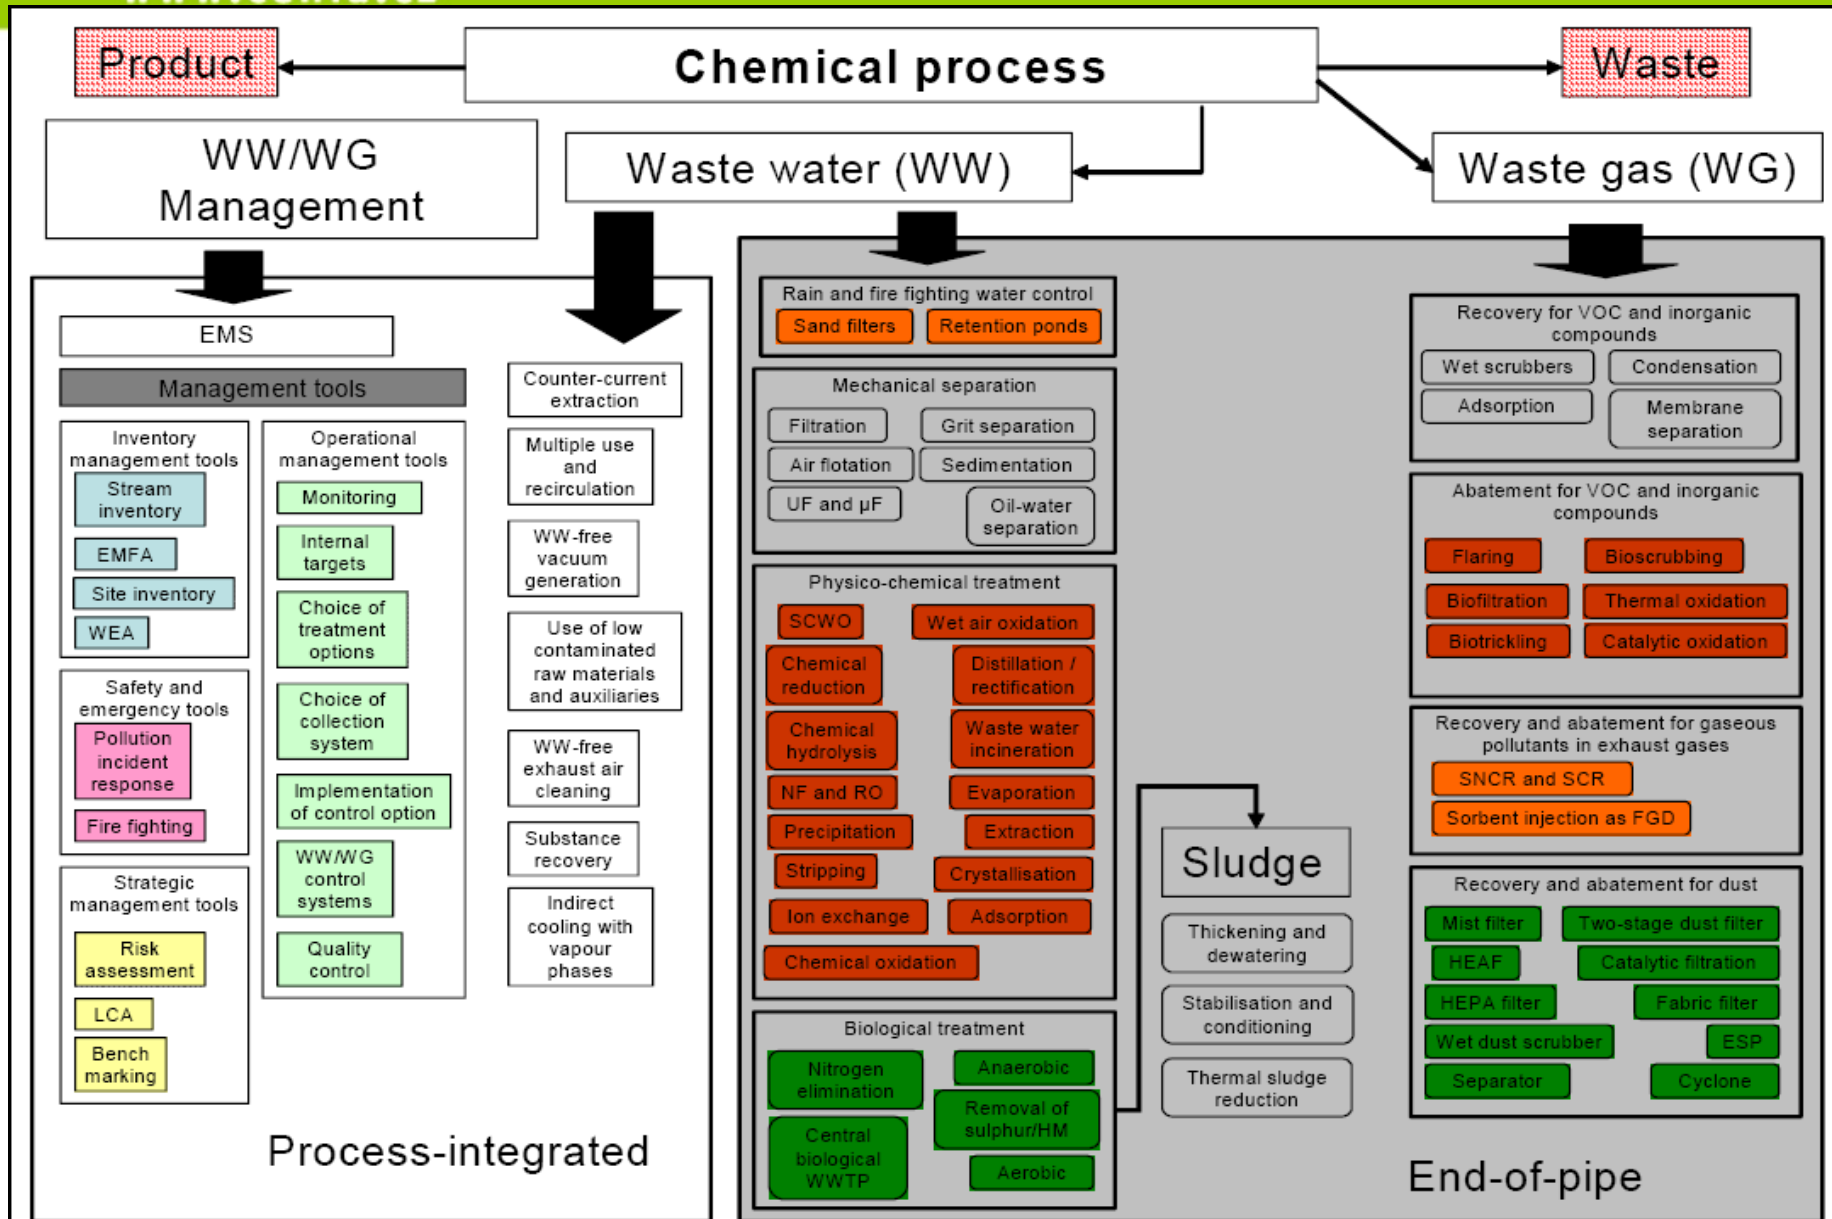 Product
Chemical process
Waste
WW/WG
Management
Waste water (WW)
Waste gas (WG)
EMS
Management tools
Inventory
management tools
Stream
inventory
EMFA
Site inventory
WEA
Safety and
emergency tools
Pollution
incident
response
Fire fighting
Strategic
management tools
Risk
assessment
LCA
Bench
marking
Operational
management tools
Monitoring
Internal
targets
Choice of
treatment
options
Choice of
collection
system
Implementation
of control option
WW/WG
control
systems
Quality
control
Counter-current
extraction
Multiple use
and
recirculation
WW-free
vacuum
generation
Use of low
contaminated
raw materials
and auxiliaries
WW-free
exhaust air
cleaning
Substance
recovery
Indirect
cooling with
vapour
phases
Process-integrated
Rain and fire fighting water control
Sand filters
Retention ponds
Mechanical separation
Filtration
Grit separation
Air flotation
Sedimentation
UF and µF
Oil-water
separation
Physico-chemical treatment
SCWO
Wet air oxidation
Chemical
reduction
Distillation /
rectification
Chemical
hydrolysis
Waste water
incineration
NF and RO
Evaporation
Precipitation
Extraction
Stripping
Crystallisation
Ion exchange
Adsorption
Chemical oxidation
Biological treatment
Nitrogen
elimination
Anaerobic
Removal of
sulphur/HM
Central
biological
WWTP
Aerobic
Sludge
Thickening and
dewatering
Stabilisation and
conditioning
Thermal sludge
reduction
Recovery for VOC and inorganic
compounds
Wet scrubbers
Condensation
Adsorption
Membrane
separation
Abatement for VOC and inorganic
compounds
Flaring
Bioscrubbing
Biofiltration
Thermal oxidation
Biotrickling
Catalytic oxidation
Recovery and abatement for gaseous
pollutants in exhaust gases
SNCR and SCR
Sorbent injection as FGD
Recovery and abatement for dust
Mist filter
Two-stage dust filter
HEAF
Catalytic filtration
HEPA filter
Fabric filter
Wet dust scrubber
ESP
Separator
Cyclone
End-of-pipe